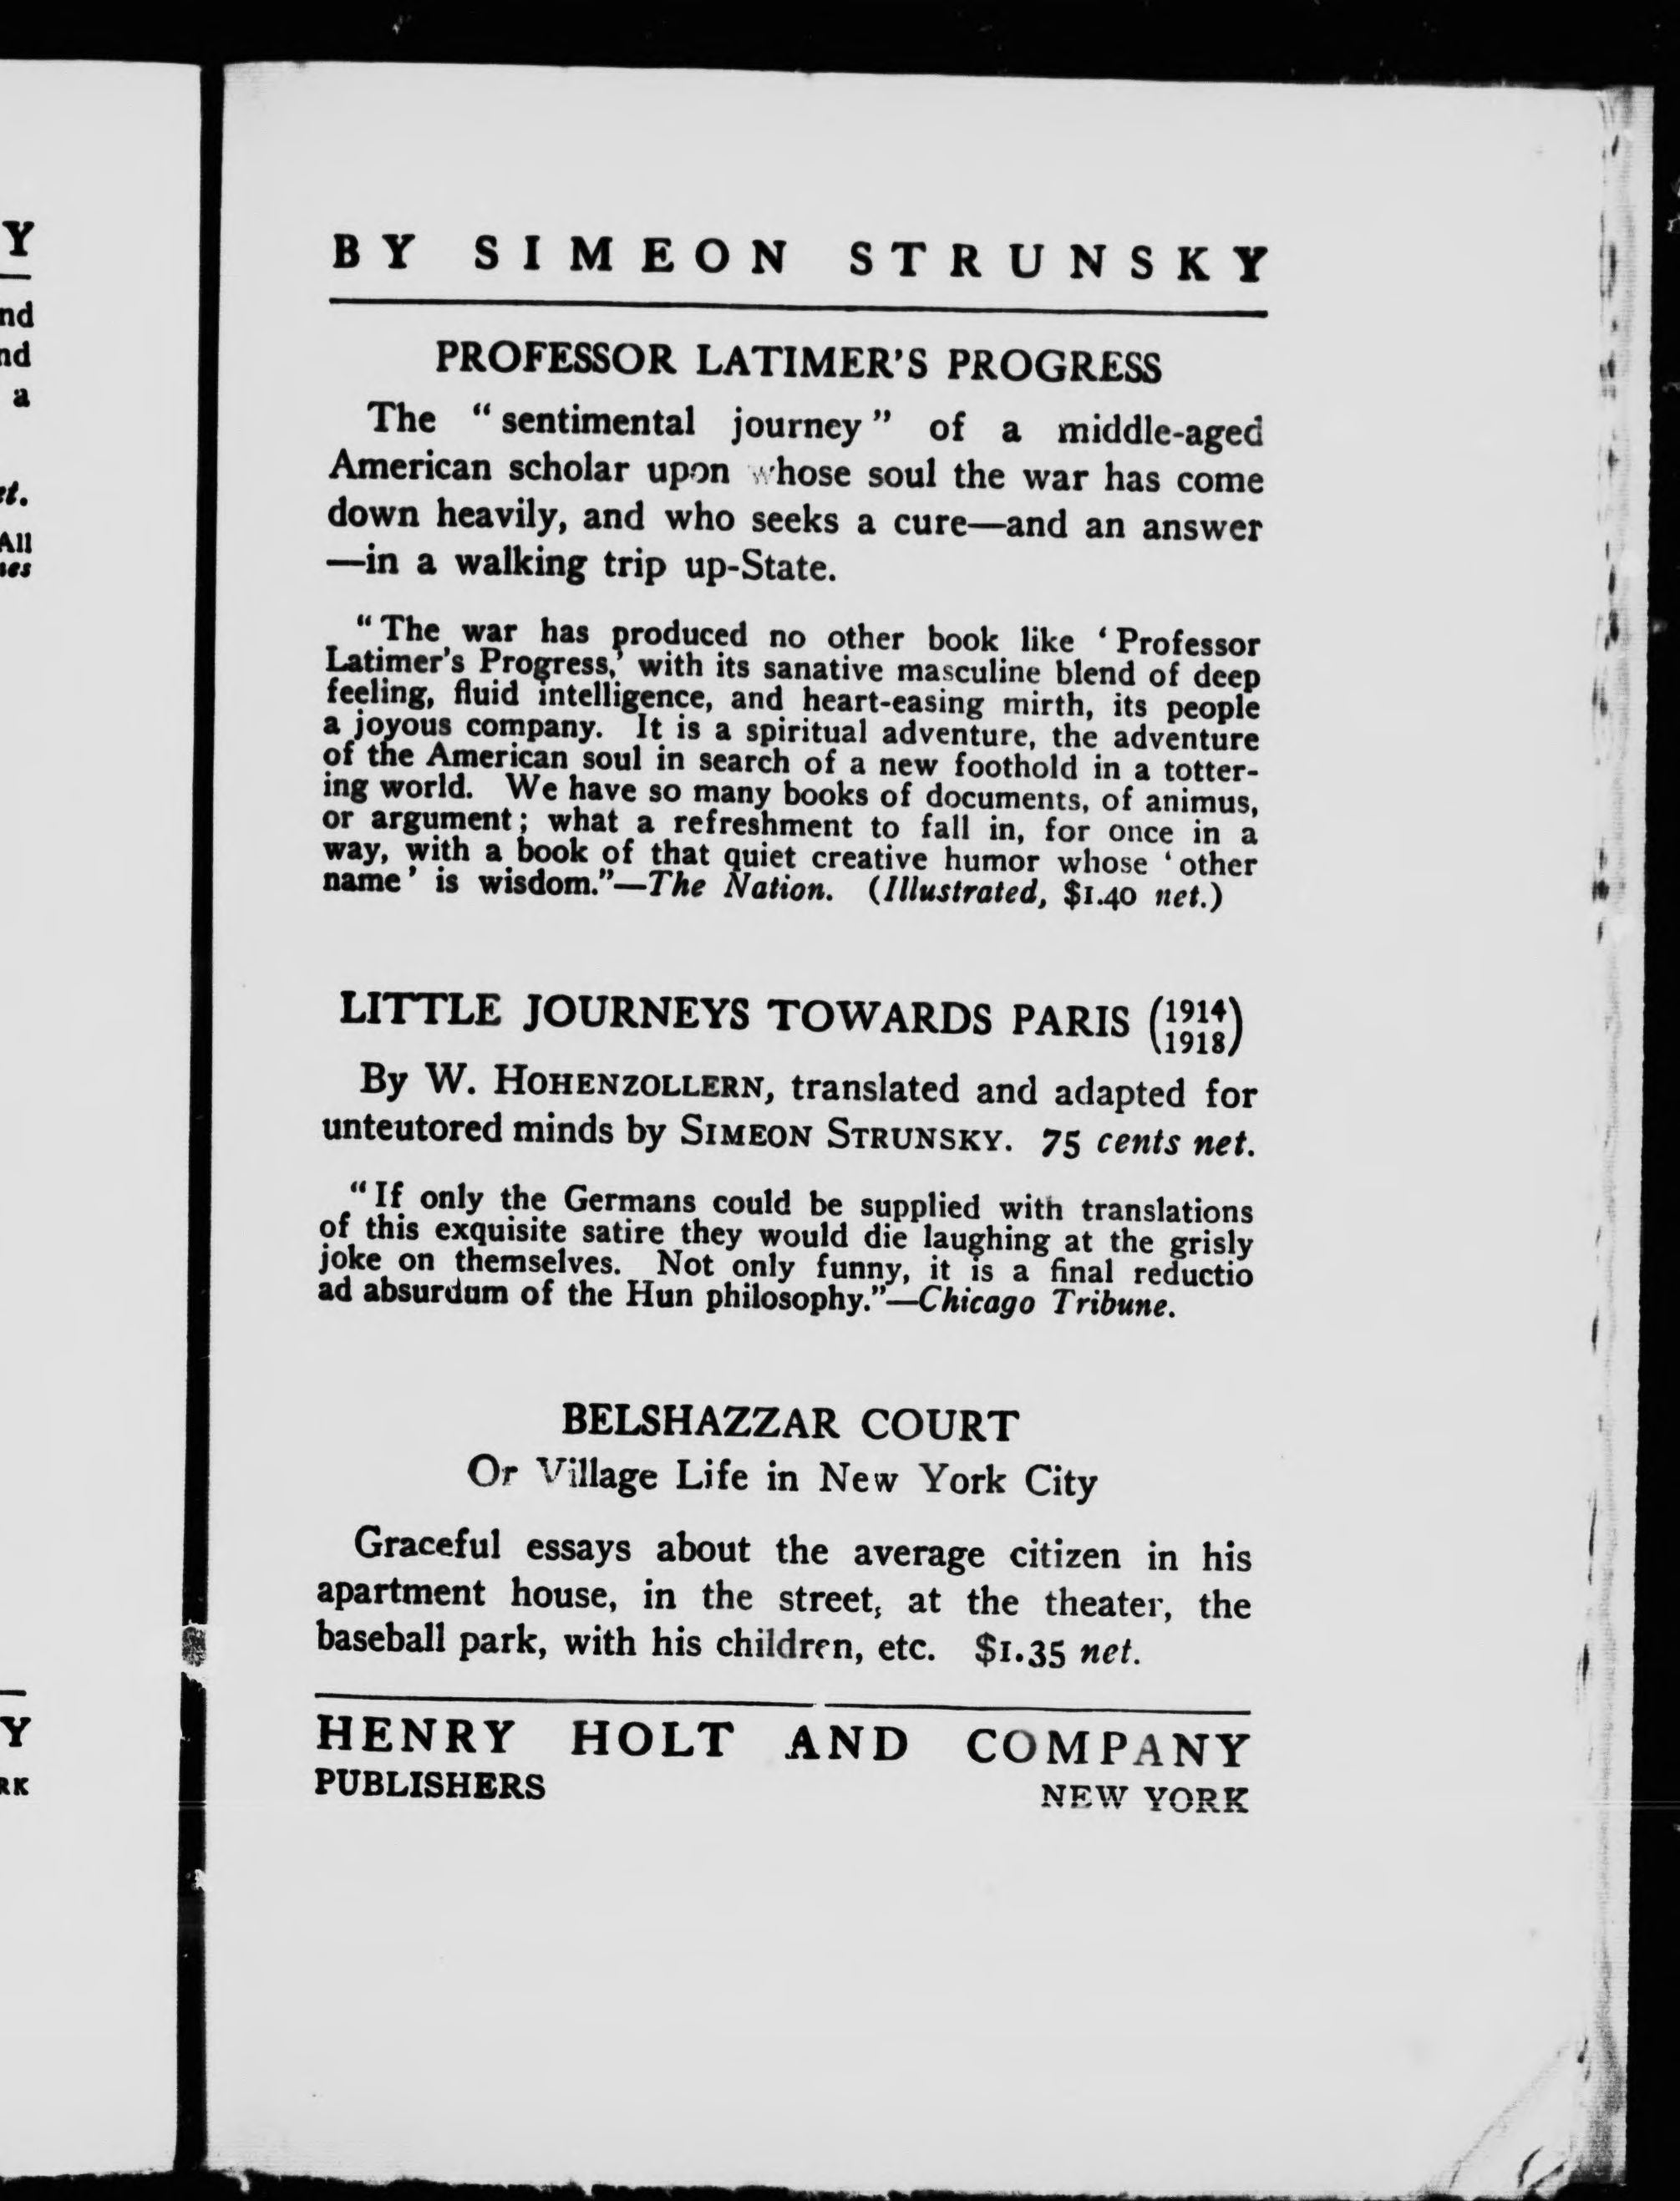 BY SIMEON STRUNSKY
PROFESSOR LATIMER'S PROGRESS
The "sentimental journey" of a middle-aged
American scholar upon whose soul the war has come
down heavily, and who seeks a cure—and an answer
—in a walking trip up-State.
"The war has produced no other book like 'Professor
Latimer's Progress,' with its sanative masculine blend of deep
feeling, fluid intelligence, and heart-easing mirth, its people
a joyous company. It is a spiritual adventure, the adventure
of the American soul in search of a new foothold in a totter-
ing world. We have so many books of documents, of animus,
or argument; what a refreshment to fall in, for once in a
way, with a book of that quiet creative humor whose 'other
name' is wisdom."—The Nation. (Illustrated, $1.40 net.)
LITTLE JOURNEYS TOWARDS PARIS (1914
1918)
By W. HOHENZOLLERN, translated and adapted for
unteutored minds by SIMEON STRUNSKY. 75 cents net.
"If only the Germans could be supplied with translations
of this exquisite satire they would die laughing at the grisly
joke on themselves. Not only funny, it is a final reductio
ad absurdum of the Hun philosophy."—Chicago Tribune.
BELSHAZZAR COURT
Or Village Life in New York City
Graceful essays about the average citizen in his
apartment house, in the street, at the theater, the
baseball park, with his children, etc. $1.35 net.
HENRY HOLT AND COMPANY
PUBLISHERS NEW YORK